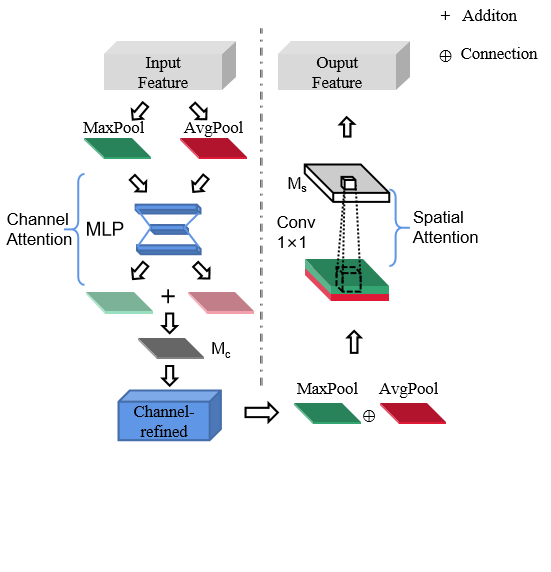 + Additon
⊕ Connection
Input
Feature
MaxPool
AvgPool
Channel
Attention
MLP
+
Mc
Channel-
refined
Ouput
Feature
Ms
Conv
1×1
Spatial
Attention
MaxPool
AvgPool
⊕